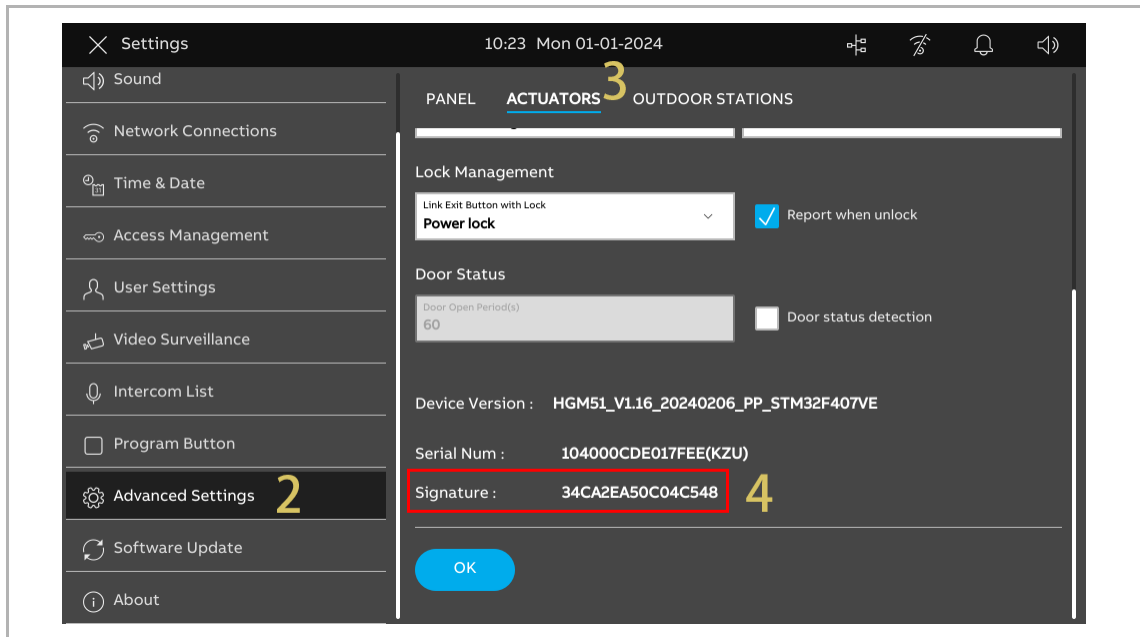 Settings
10:23 Mon 01-01-2024
Sound
Network Connections
Time & Date
31
Access Management
User Settings
Video Surveillance
Intercom List
Program Button
Advanced Settings
2
Software Update
About
3
PANEL ACTUATORS OUTDOOR STATIONS
Lock Management
Link Exit Button with Lock
Power lock
Report when unlock
Door Status
Door Open Period(s)
60
Door status detection
Device Version : HGM51_V1.16_20240206_PP_STM32F407VE
Serial Num : 104000CDE017FEE(KZU)
Signature : 34CA2EA50C04C548
4
OK